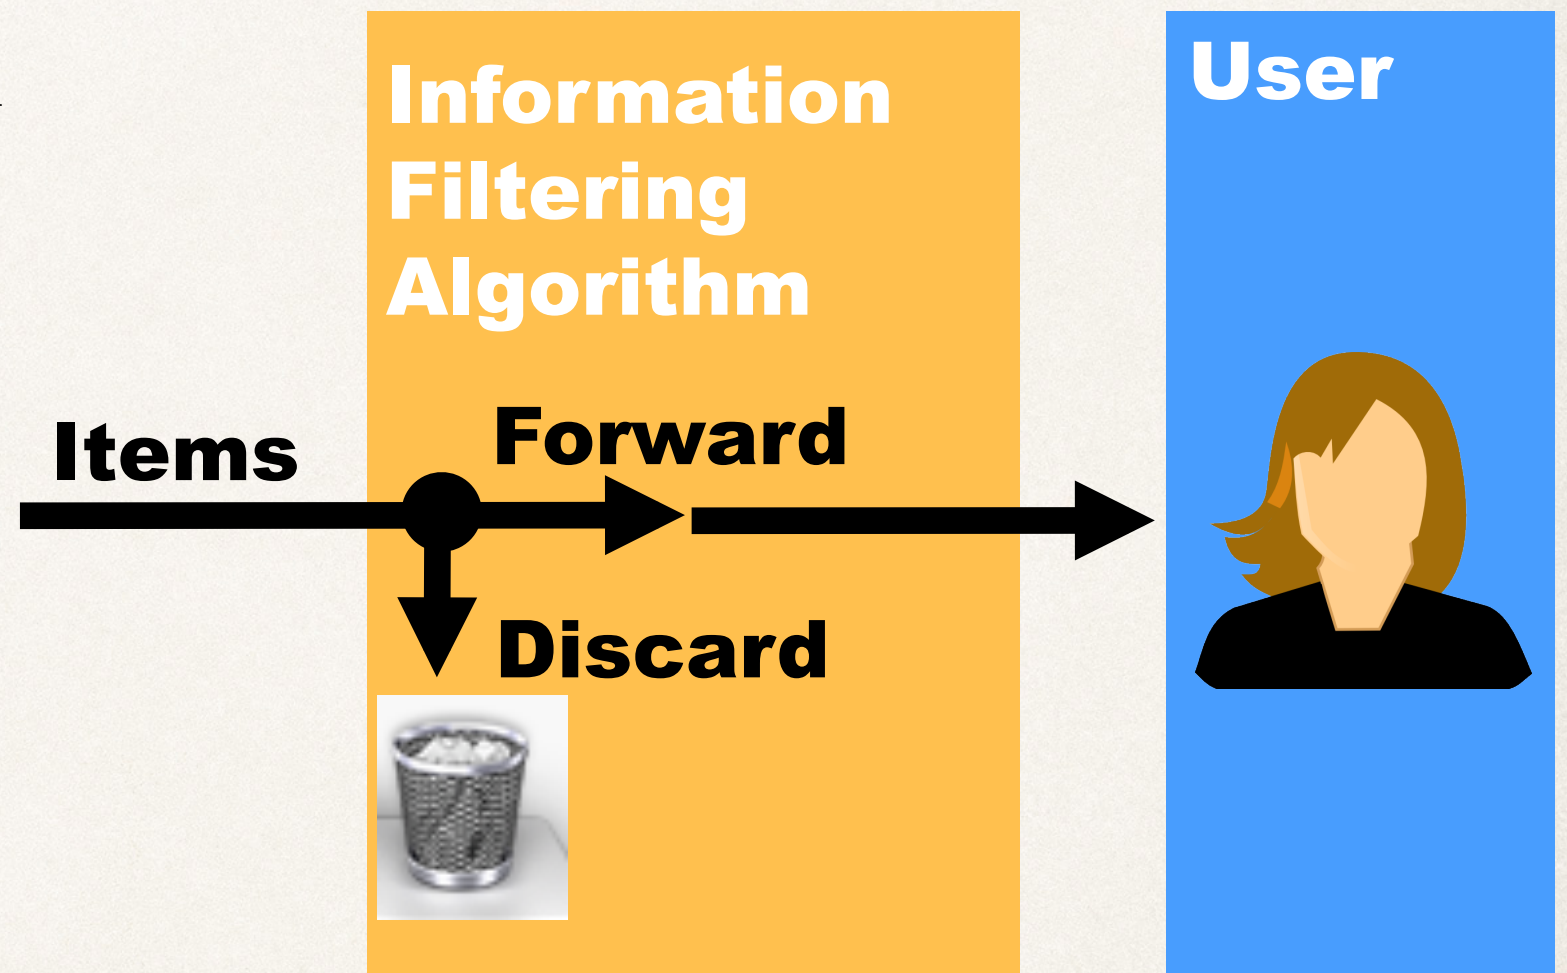 Information
Filtering
Algorithm
User
Items
Forward
Discard